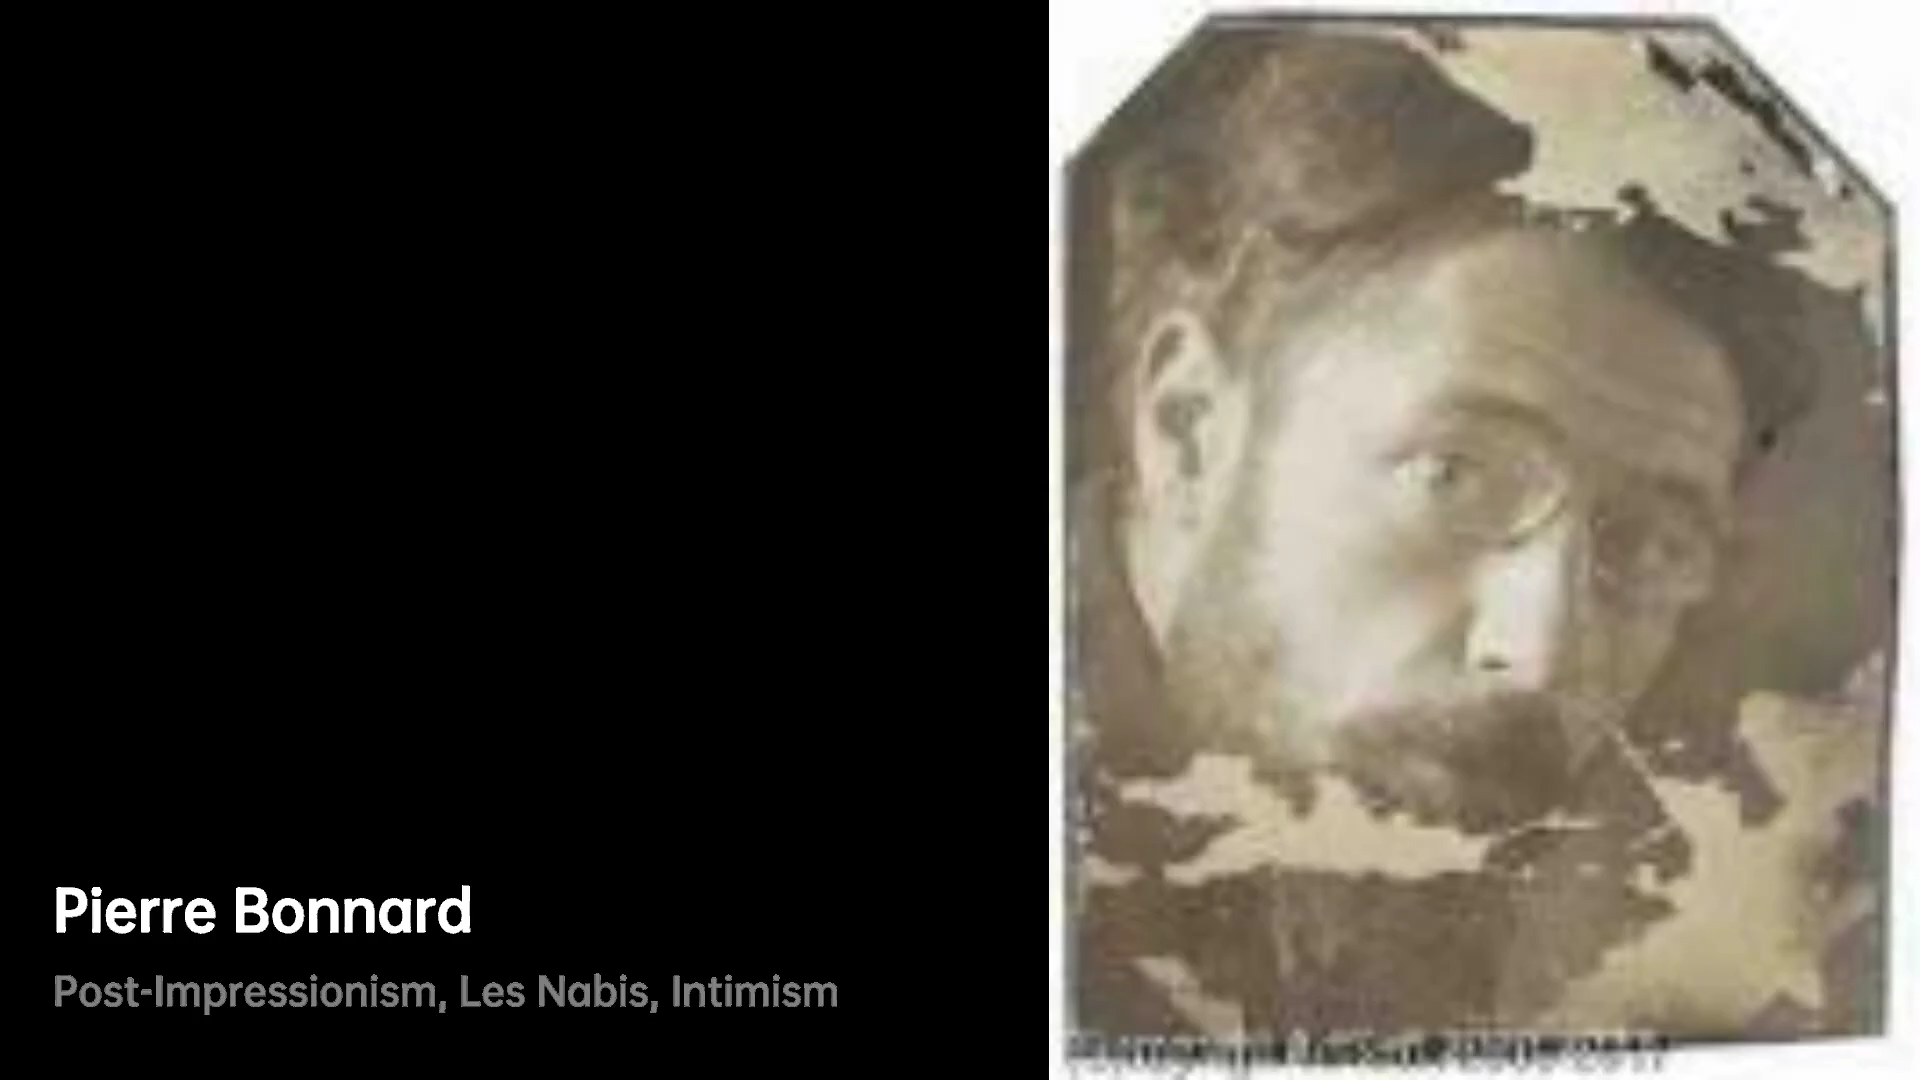 Pierre Bonnard
Post-Impressionism, Les Nabis, Intimism